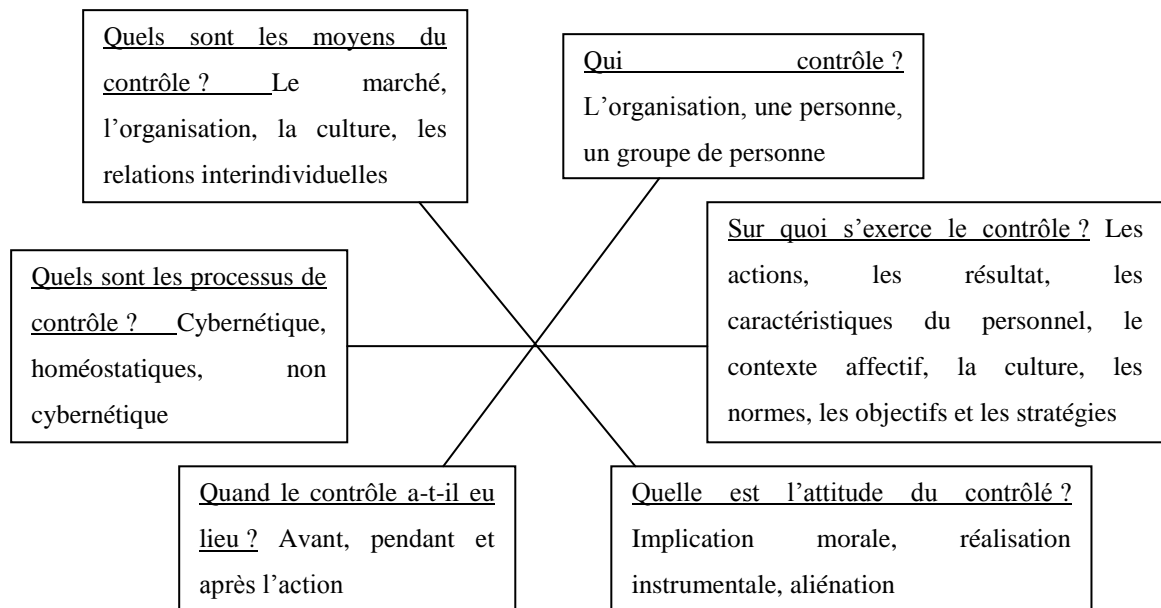 Quels sont les moyens du
contrôle ? Le marché,
l’organisation, la culture, les
relations interindividuelles
Qui contrôle ?
L’organisation, une personne,
un groupe de personne
Sur quoi s’exerce le contrôle ? Les
actions, les résultat, les
caractéristiques du personnel, le
contexte affectif, la culture, les
normes, les objectifs et les stratégies
Quels sont les processus de
contrôle ? Cybernétique,
homéostatiques, non
cybernétique
Quand le contrôle a-t-il eu
lieu ? Avant, pendant et
après l’action
Quelle est l’attitude du contrôlé ?
Implication morale, réalisation
instrumentale, aliénation